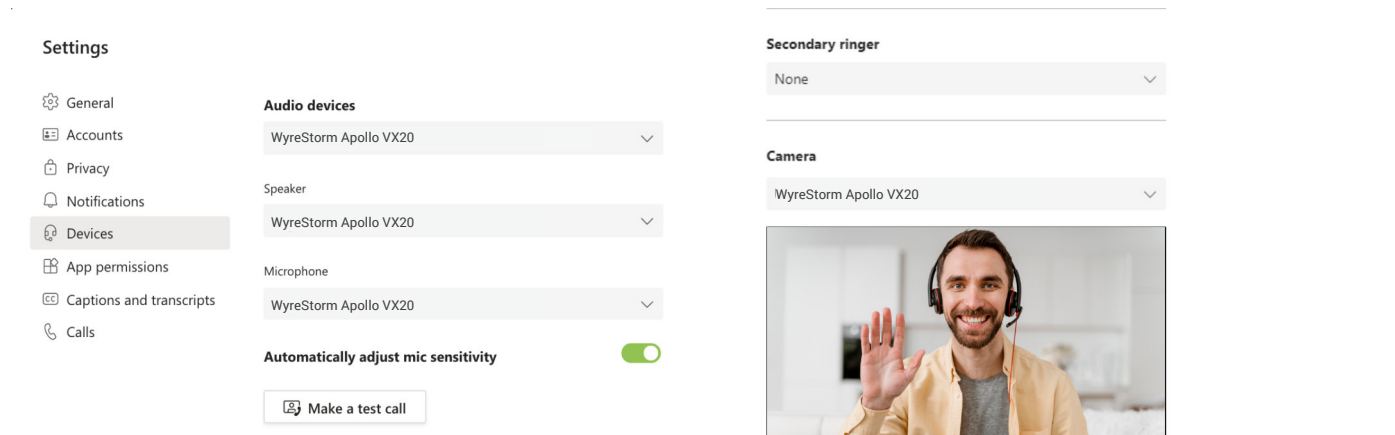 Settings
General
Accounts
Privacy
Notifications
Devices
App permissions
CC Captions and transcripts
Calls
Audio devices
WyreStorm Apollo VX20
Speaker
WyreStorm Apollo VX20
Microphone
WyreStorm Apollo VX20
Automatically adjust mic sensitivity
Make a test call
Secondary ringer
None
Camera
WyreStorm Apollo VX20